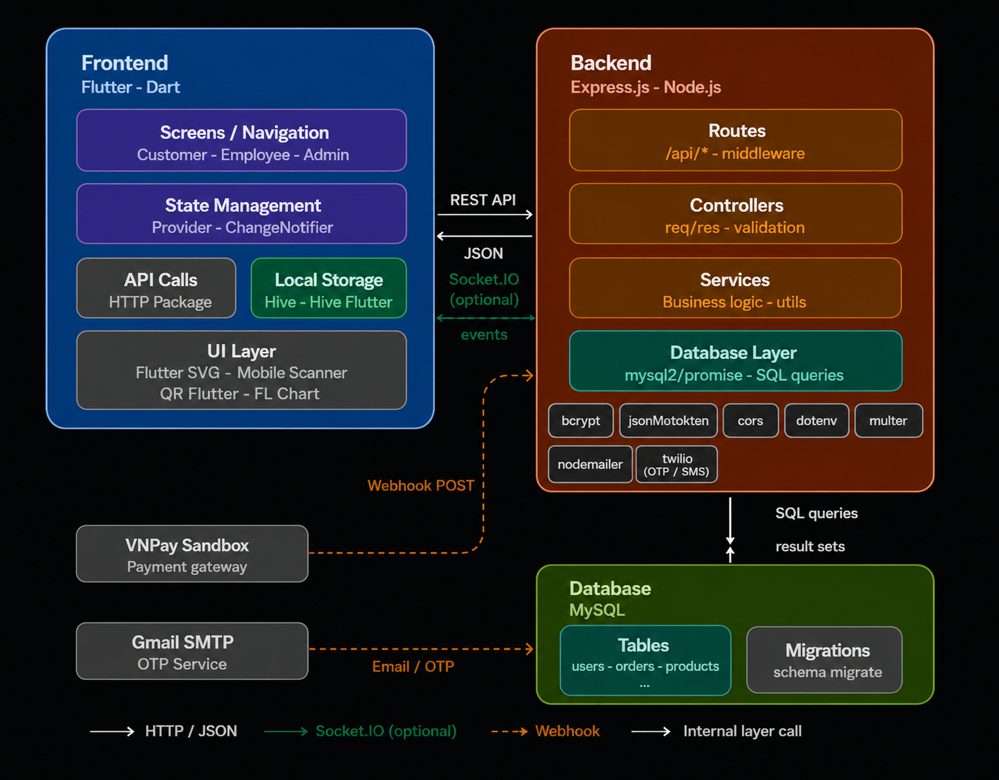 Frontend
Flutter - Dart
Screens / Navigation
Customer - Employee - Admin
State Management
Provider - ChangeNotifier
API Calls
HTTP Package
Local Storage
Hive - Hive Flutter
UI Layer
Flutter SVG - Mobile Scanner
QR Flutter - FL Chart
REST API
JSON
Socket.IO
(optional)
events
Backend
Express.js - Node.js
Routes
/api/* - middleware
Controllers
req/res - validation
Services
Business logic - utils
Database Layer
mysql2/promise - SQL queries
bcrypt
jsonMotokten
cors
dotenv
multer
nodemailer
twilio
(OTP / SMS)
Webhook POST
VNPay Sandbox
Payment gateway
Gmail SMTP
OTP Service
Email / OTP
SQL queries
result sets
Database
MySQL
Tables
users - orders - products
...
Migrations
schema migrate
HTTP / JSON
Socket.IO (optional)
Webhook
Internal layer call